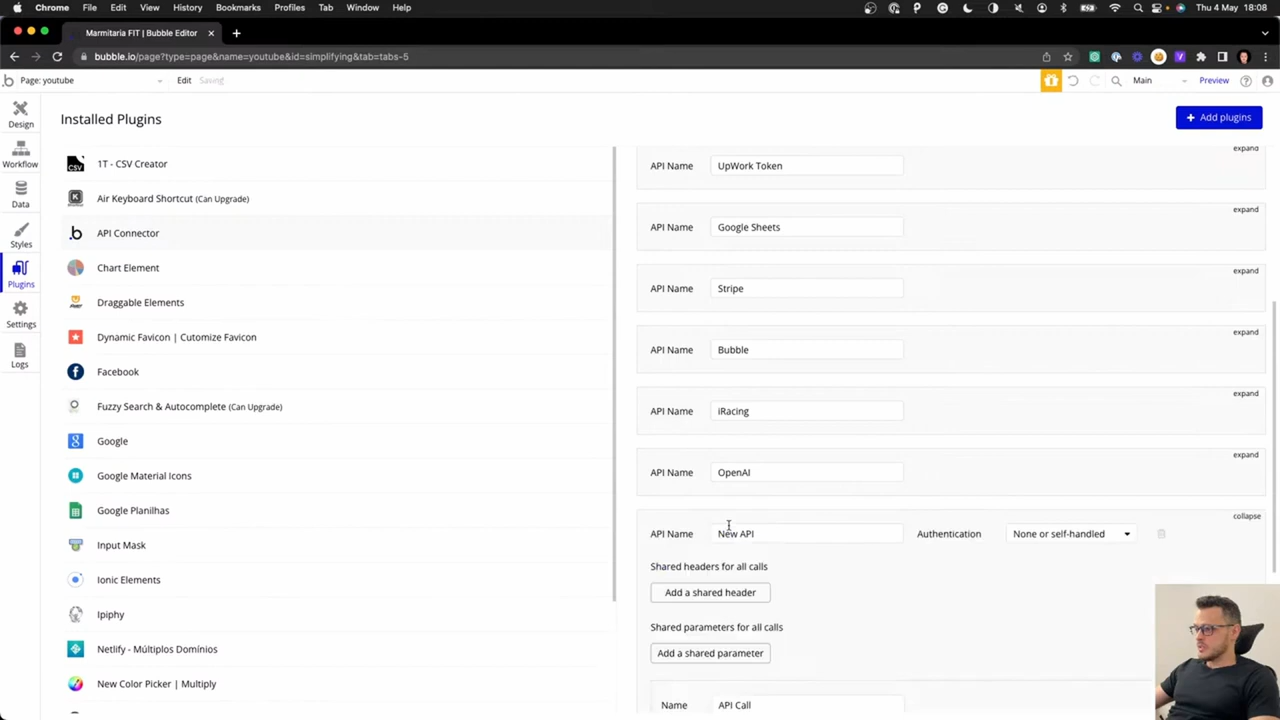 Chrome File Edit View History Bookmarks Profiles Tab Window Help Thu 4 May 18:08
Marmitaria FIT | Bubble Editor
bubble.io/page?type=page&name=youtube&id=simplifying&tab=tabs-5
Page: youtube Edit Saving Main Preview
Design
Workflow
Data
Styles
Plugins
Settings
Logs
Installed Plugins
Add plugins
1T - CSV Creator
Air Keyboard Shortcut (Can Upgrade)
API Connector
Chart Element
Draggable Elements
Dynamic Favicon | Cutomize Favicon
Facebook
Fuzzy Search & Autocomplete (Can Upgrade)
Google
Google Material Icons
Google Planilhas
Input Mask
Ionic Elements
Ipiphy
Netlify - Múltiplos Domínios
New Color Picker | Multiply
expand
API Name UpWork Token
expand
API Name Google Sheets
expand
API Name Stripe
expand
API Name Bubble
expand
API Name iRacing
expand
API Name OpenAI
collapse
API Name New API Authentication None or self-handled
Shared headers for all calls
Add a shared header
Shared parameters for all calls
Add a shared parameter
Name API Call